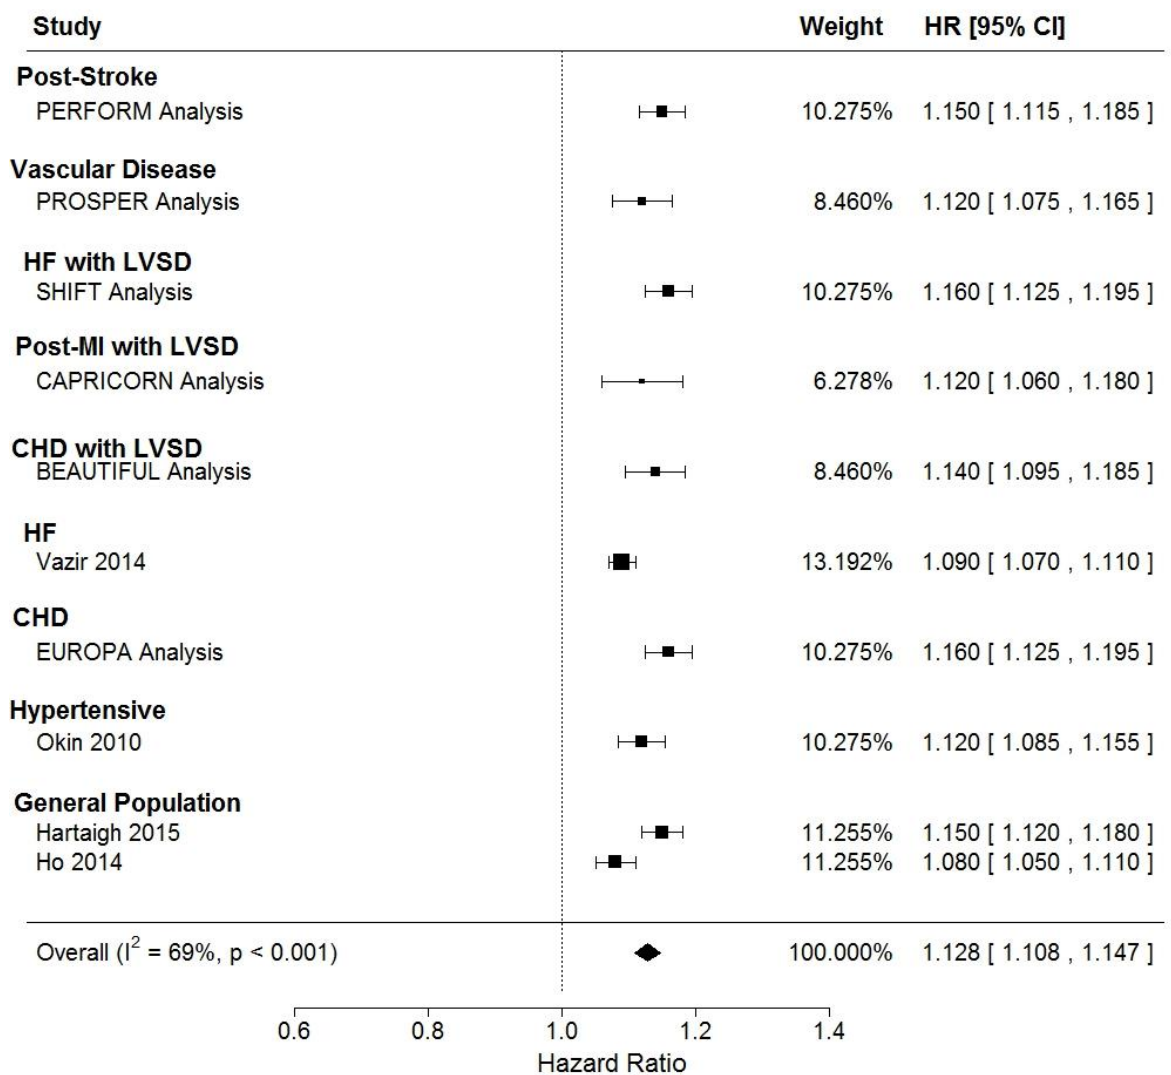 Study Weight HR [95% CI]
Post-Stroke
PERFORM Analysis 10.275% 1.150 [ 1.115 , 1.185 ]
Vascular Disease
PROSPER Analysis 8.460% 1.120 [ 1.075 , 1.165 ]
HF with LVSD
SHIFT Analysis 10.275% 1.160 [ 1.125 , 1.195 ]
Post-MI with LVSD
CAPRICORN Analysis 6.278% 1.120 [ 1.060 , 1.180 ]
CHD with LVSD
BEAUTIFUL Analysis 8.460% 1.140 [ 1.095 , 1.185 ]
HF
Vazir 2014 13.192% 1.090 [ 1.070 , 1.110 ]
CHD
EUROPA Analysis 10.275% 1.160 [ 1.125 , 1.195 ]
Hypertensive
Okin 2010 10.275% 1.120 [ 1.085 , 1.155 ]
General Population
Hartaigh 2015 11.255% 1.150 [ 1.120 , 1.180 ]
Ho 2014 11.255% 1.080 [ 1.050 , 1.110 ]
Overall (I² = 69%, p < 0.001) 100.000% 1.128 [ 1.108 , 1.147 ]
0.6 0.8 1.0 1.2 1.4
Hazard Ratio